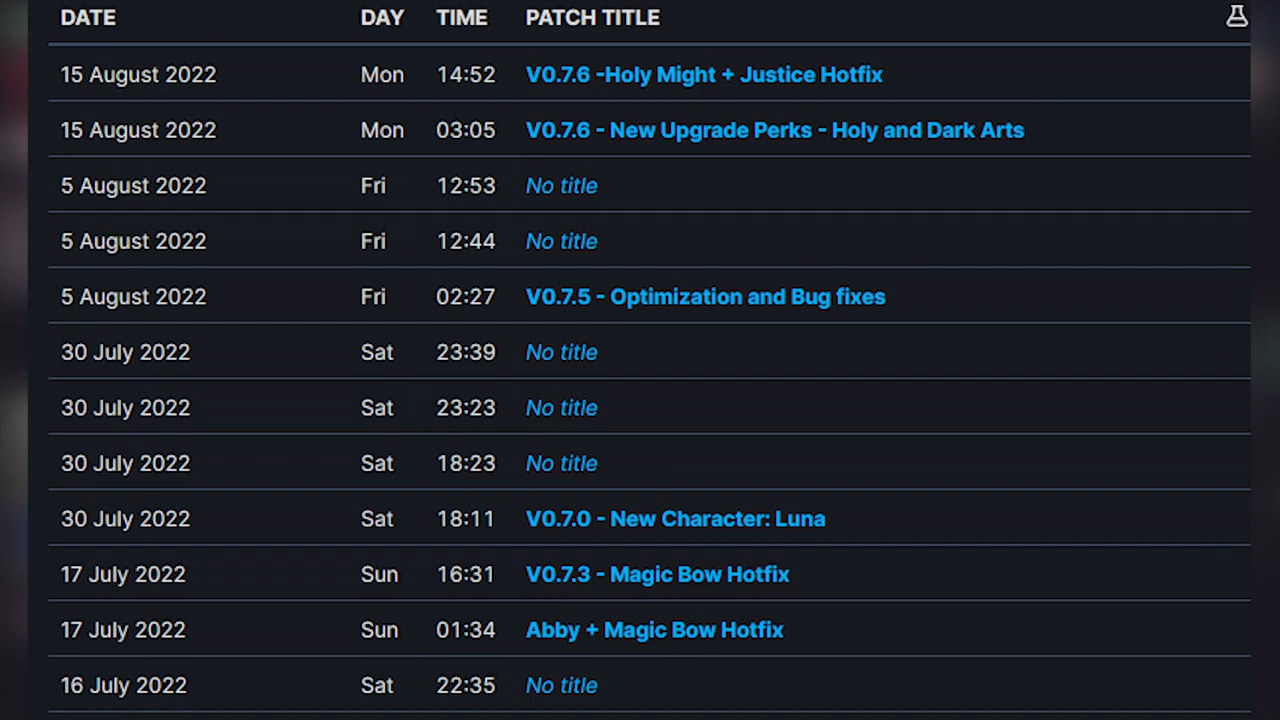 DATE DAY TIME PATCH TITLE
15 August 2022 Mon 14:52 V0.7.6 -Holy Might + Justice Hotfix
15 August 2022 Mon 03:05 V0.7.6 - New Upgrade Perks - Holy and Dark Arts
5 August 2022 Fri 12:53 No title
5 August 2022 Fri 12:44 No title
5 August 2022 Fri 02:27 V0.7.5 - Optimization and Bug fixes
30 July 2022 Sat 23:39 No title
30 July 2022 Sat 23:23 No title
30 July 2022 Sat 18:23 No title
30 July 2022 Sat 18:11 V0.7.0 - New Character: Luna
17 July 2022 Sun 16:31 V0.7.3 - Magic Bow Hotfix
17 July 2022 Sun 01:34 Abby + Magic Bow Hotfix
16 July 2022 Sat 22:35 No title